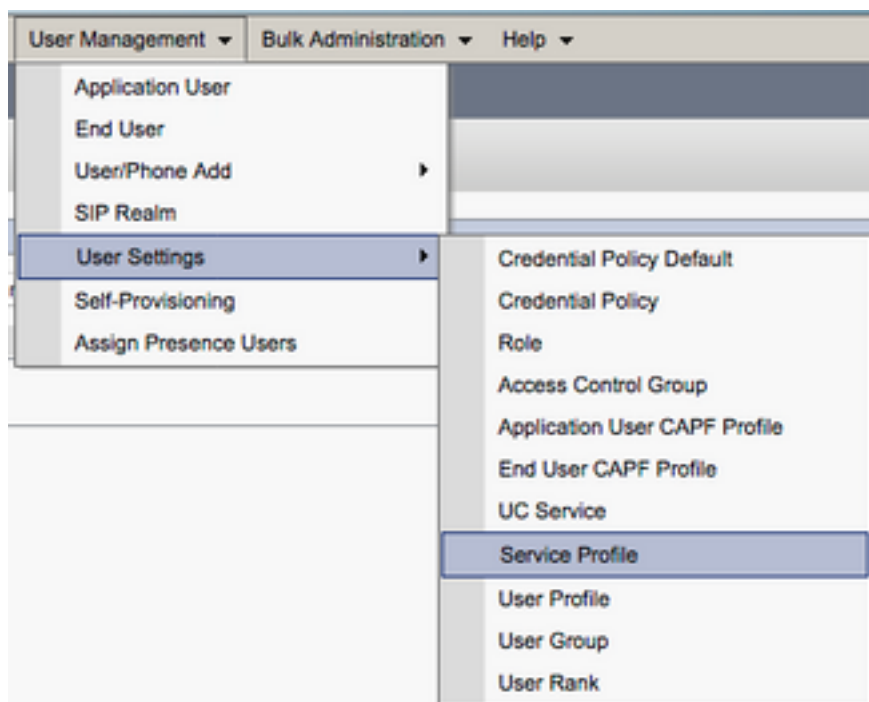 User Management Bulk Administration Help
Application User
End User
User/Phone Add
SIP Realm
User Settings
Self-Provisioning
Assign Presence Users
Credential Policy Default
Credential Policy
Role
Access Control Group
Application User CAPF Profile
End User CAPF Profile
UC Service
Service Profile
User Profile
User Group
User Rank